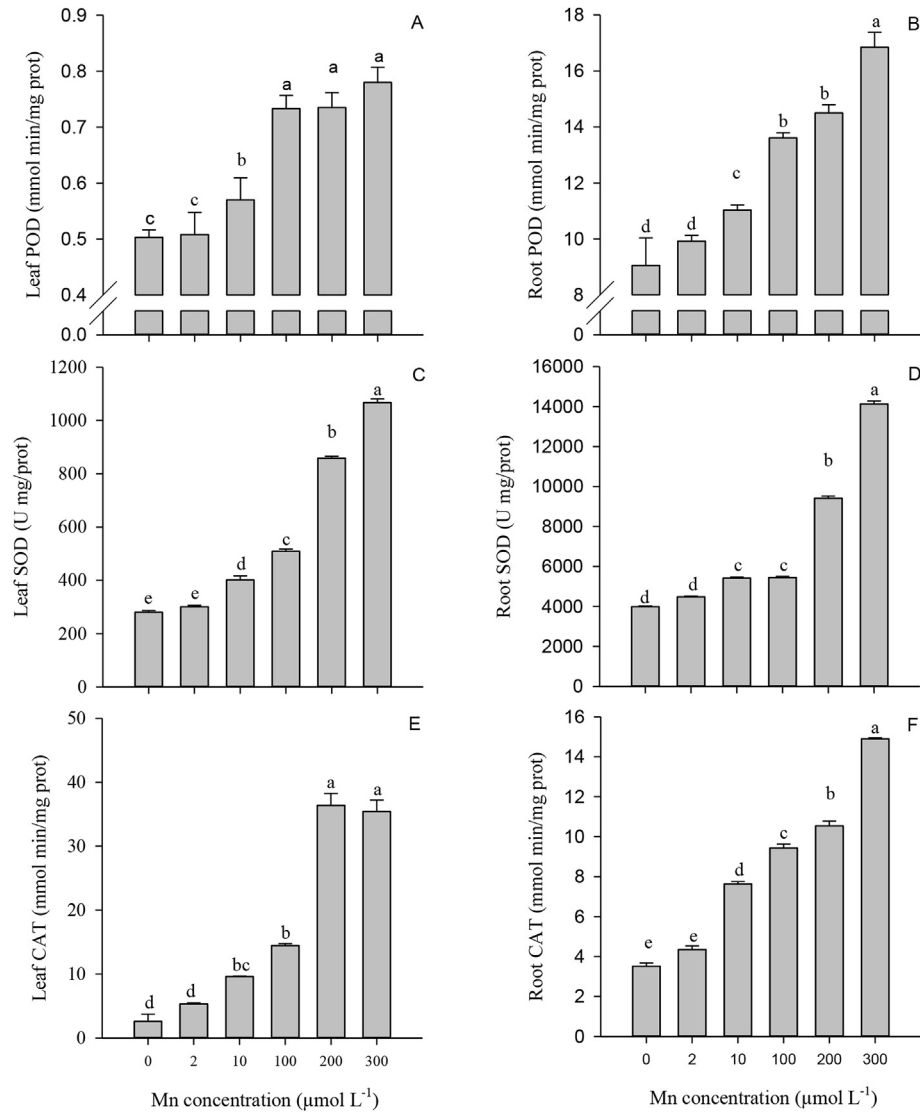 A
Leaf POD (mmol min/mg prot)
0.9
0.8
0.7
0.6
0.5
0.4
0.0
c
c
b
a
a
a
B
Root POD (mmol min/mg prot)
18
16
14
12
10
8
0
d
d
c
b
b
a
C
Leaf SOD (U mg/prot)
1200
1000
800
600
400
200
0
e
e
d
c
b
a
D
Root SOD (U mg/prot)
16000
14000
12000
10000
8000
6000
4000
2000
0
d
d
c
c
b
a
E
Leaf CAT (mmol min/mg prot)
50
40
30
20
10
0
d
d
bc
b
a
a
0 2 10 100 200 300
Mn concentration (μmol L⁻¹)
F
Root CAT (mmol min/mg prot)
16
14
12
10
8
6
4
2
0
e
e
d
c
b
a
0 2 10 100 200 300
Mn concentration (μmol L⁻¹)